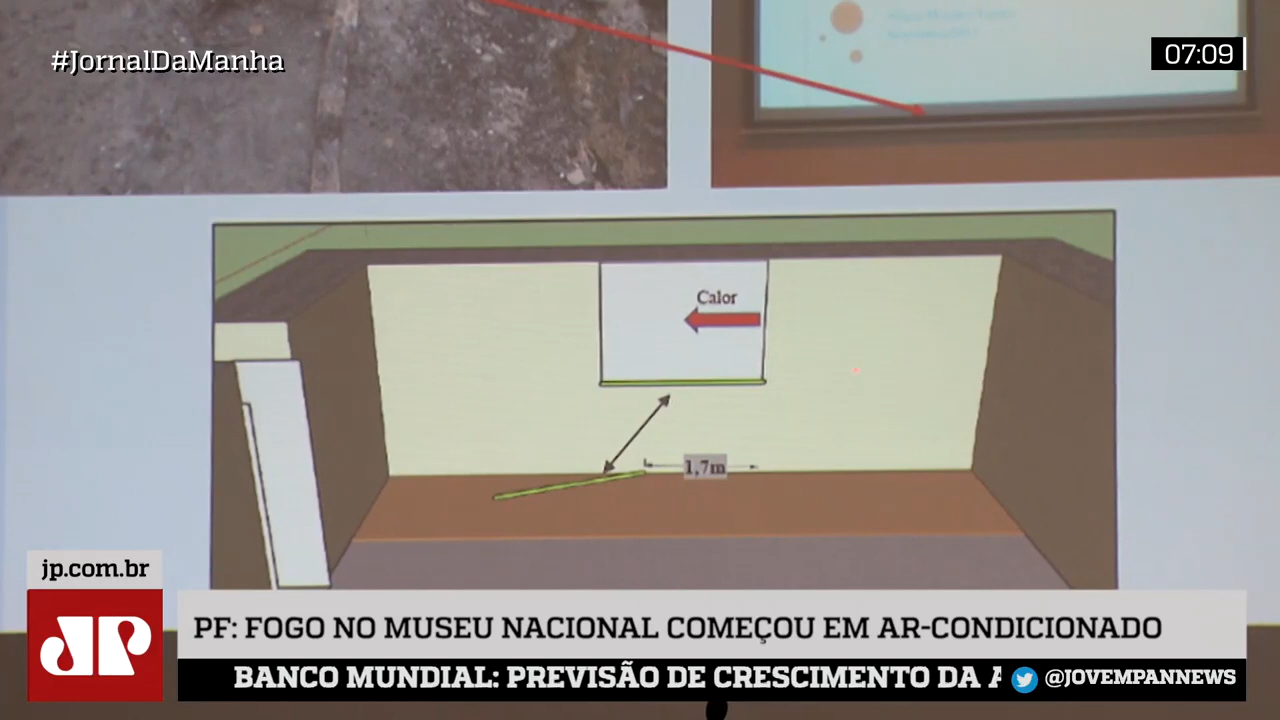 #JornalDaManha
07:09
Calor
1,7m
jp.com.br
JP
PF: FOGO NO MUSEU NACIONAL COMEÇOU EM AR-CONDICIONADO
BANCO MUNDIAL: PREVISÃO DE CRESCIMENTO DA
@JOVEMPANNEWS